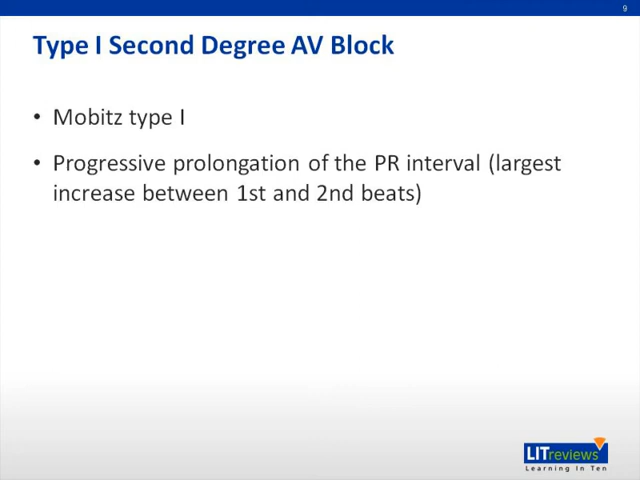 9
Type I Second Degree AV Block
• Mobitz type I
• Progressive prolongation of the PR interval (largest
increase between 1st and 2nd beats)
LITreviews
Learning In Ten